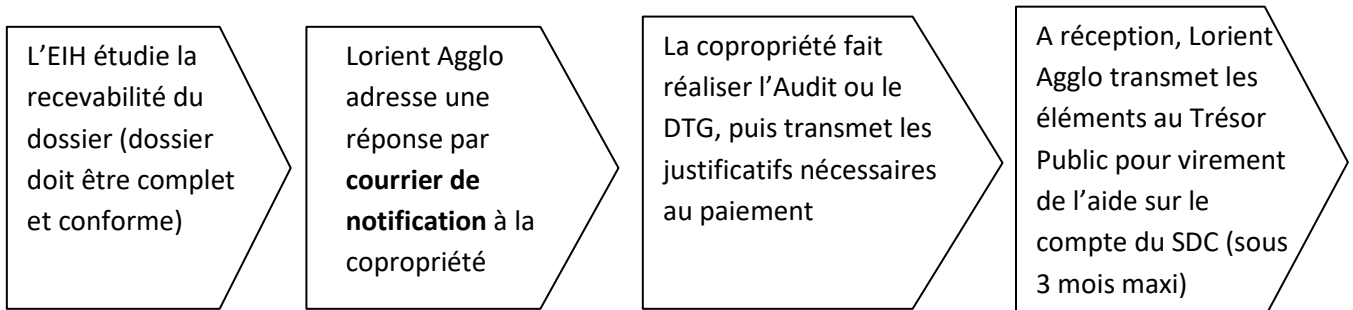 L’EIH étudie la
recevabilité du
dossier (dossier
doit être complet
et conforme)
Lorient Agglo
adresse une
réponse par
courrier de
notification à la
copropriété
La copropriété fait
réaliser l’Audit ou le
DTG, puis transmet les
justificatifs nécessaires
au paiement
A réception, Lorient
Agglo transmet les
éléments au Trésor
Public pour virement
de l’aide sur le
compte du SDC (sous
3 mois maxi)